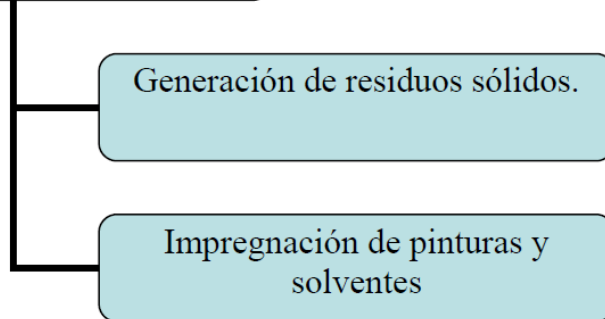 Generación de residuos sólidos.
Impregnación de pinturas y
solventes